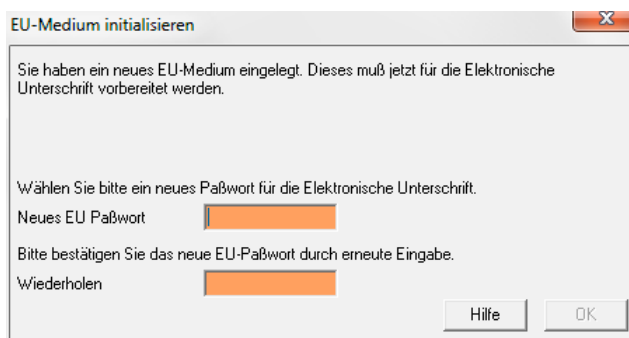 EU-Medium initialisieren
Sie haben ein neues EU-Medium eingelegt. Dieses muß jetzt für die Elektronische
Unterschrift vorbereitet werden.
Wählen Sie bitte ein neues Paßwort für die Elektronische Unterschrift.
Neues EU Paßwort
Bitte bestätigen Sie das neue EU-Paßwort durch erneute Eingabe.
Wiederholen
Hilfe OK